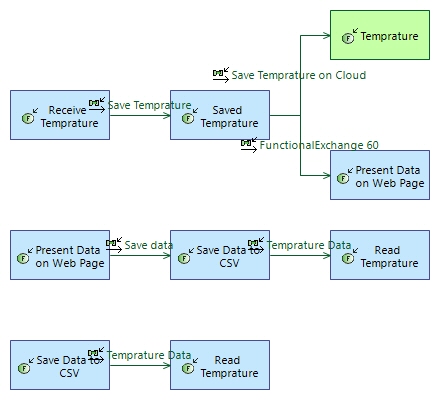 Temprature
Save Temprature on Cloud
Save Temprature
Receive
Temprature
Saved
Temprature
FunctionalExchange 60
Present Data
on Web Page
Present Data
on Web Page
Save data
Save Data to
CSV
Temprature Data
Read
Temprature
Save Data to
CSV
Temprature Data
Read
Temprature